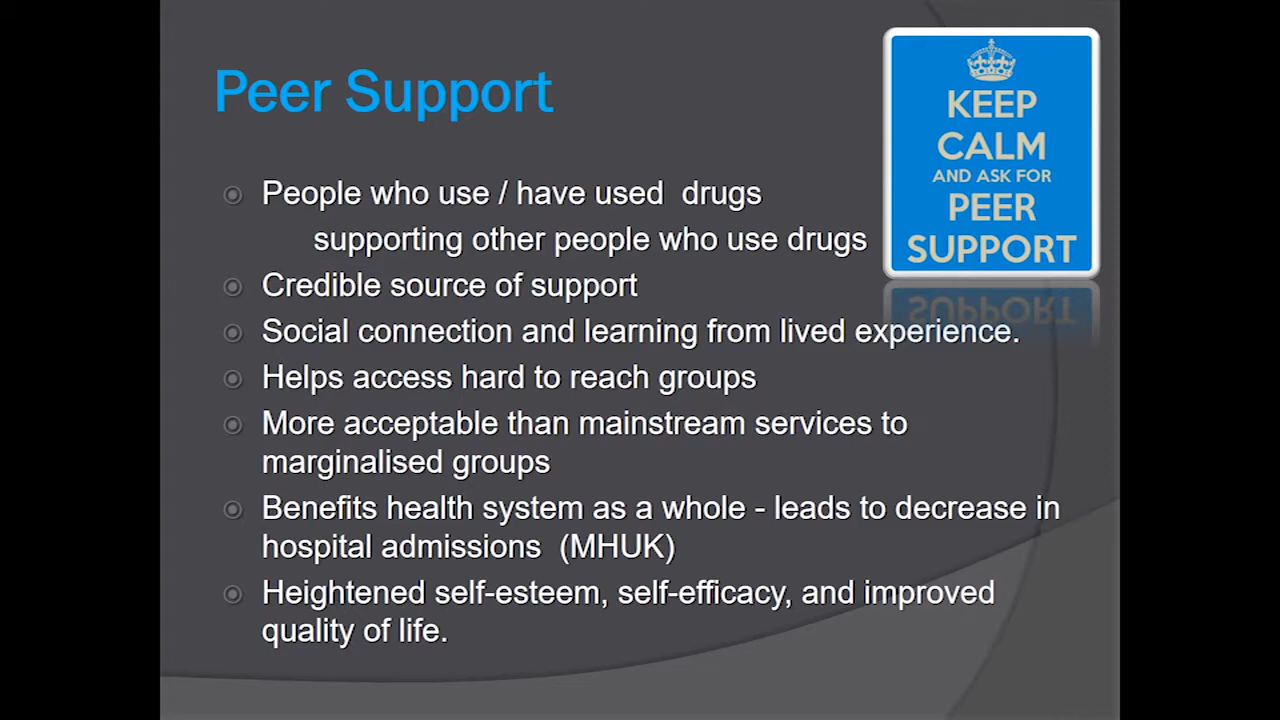 Peer Support
KEEP
CALM
AND ASK FOR
PEER
SUPPORT
People who use / have used  drugs
supporting other people who use drugs
Credible source of support
Social connection and learning from lived experience.
Helps access hard to reach groups
More acceptable than mainstream services to
marginalised groups
Benefits health system as a whole - leads to decrease in
hospital admissions  (MHUK)
Heightened self-esteem, self-efficacy, and improved
quality of life.